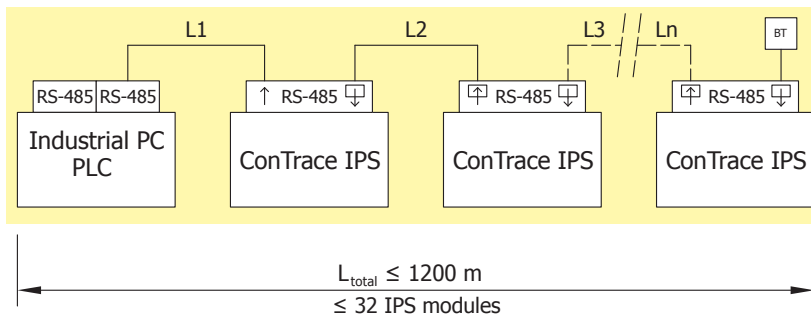 L1 L2 L3 Ln BT
RS-485 RS-485 RS-485 RS-485 RS-485
Industrial PC
PLC
ConTrace IPS ConTrace IPS ConTrace IPS
Ltotal ≤ 1200 m
≤ 32 IPS modules